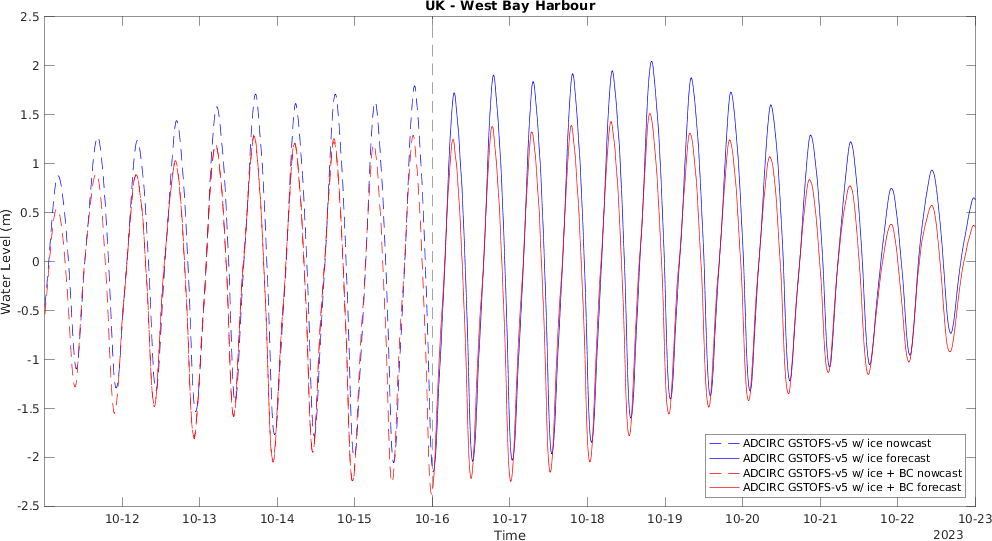 UK - West Bay Harbour
2.5
2
1.5
1
0.5
0
-0.5
-1
-1.5
-2
-2.5
Water Level (m)
ADCIRC GSTOFS-v5 w/ ice nowcast
ADCIRC GSTOFS-v5 w/ ice forecast
ADCIRC GSTOFS-v5 w/ ice + BC nowcast
ADCIRC GSTOFS-v5 w/ ice + BC forecast
10-12 10-13 10-14 10-15 10-16 10-17 10-18 10-19 10-20 10-21 10-22 10-23
Time
2023